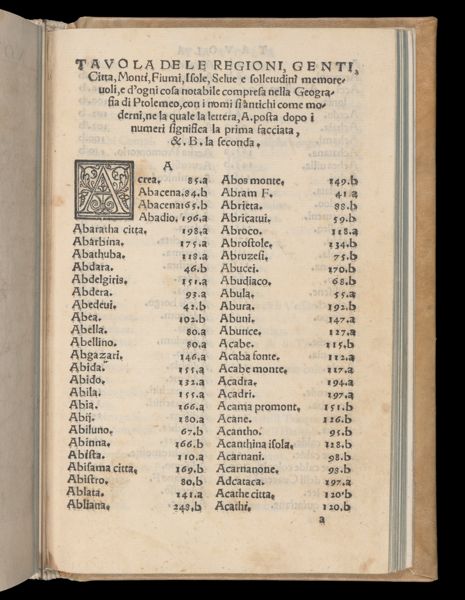 TAVOLA DE LE REGIONI, GENTI,
Citta, Monti, Fiumi, Isole, Selue e sollitudini memore-
uoli, e d'ogni cosa notabile compresa nella Geogra-
fia di Ptolemeo, con i nomi si antichi come mo-
derni, ne la quale la lettera, A. posta dopo i
numeri significa la prima facciata,
&. B. la seconda.
A
Acrea. 85.a
Abacena.84.b
Abacena165.b
Abadio. 196.a
Abaratha citta. 198.a
Abarbina. 175.a
Abathuba. 118.a
Abdara. 46.b
Abdelgiris. 151.a
Abdera. 93.a
Abedeui. 41.b
Abea. 102.b
Abella. 80.a
Abellino. 80.a
Abgazari. 146.a
Abida. 155.a
Abido. 132.a
Abila. 155.a
Abia. 166.a
Abij. 180.a
Abiluno. 67.b
Abinna. 166.b
Abista. 110.a
Abisama citta. 169.b
Abistro. 80.b
Ablata. 141.a
Abliana. 248.b
Abos monte. 149.b
Abram F. 41 a
Abrieta. 88.b
Abricatui. 59.b
Abroco. 118.a
Abrostole. 134.b
Abruzesi. 75.b
Abucei. 170.b
Abudiaco. 68.b
Abula. 55.a
Abura. 192.b
Abuni. 147.a
Abunce. 127.a
Acabe. 115.b
Acaba fonte. 112.a
Acabe monte. 117.a
Acadra. 194.a
Acadri. 197.a
Acama promont. 151.b
Acane. 126.b
Acantho. 95.b
Acanthina isola. 128.b
Acarnani. 98.b
Acarnanone. 93.b
Adcataca. 197.a
Acathe citta. 120.b
Acathi. 120.b
a